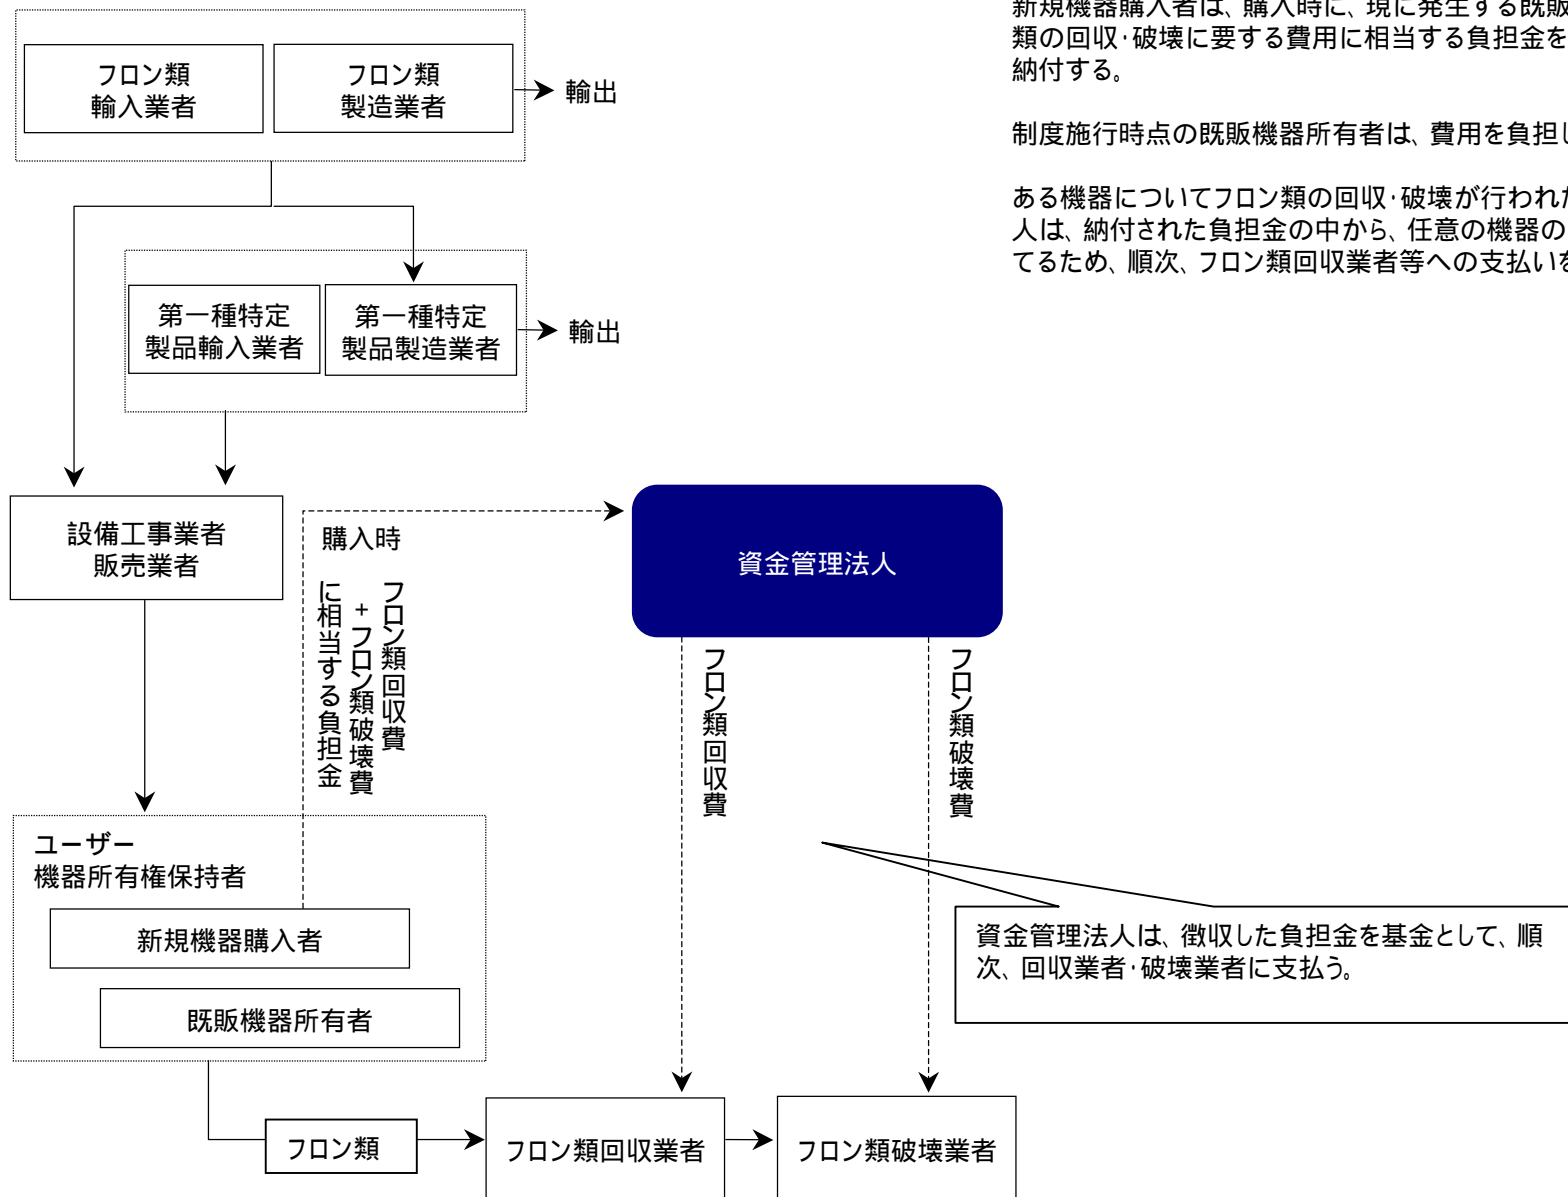 新規機器購入者は、購入時に、現に発生する既販
類の回収・破壊に要する費用に相当する負担金を
納付する。
制度施行時点の既販機器所有者は、費用を負担し
ある機器についてフロン類の回収・破壊が行われた
人は、納付された負担金の中から、任意の機器の
てるため、順次、フロン類回収業者等への支払いを
フロン類
輸入業者
フロン類
製造業者
輸出
第一種特定
製品輸入業者
第一種特定
製品製造業者
輸出
設備工事業者
販売業者
購入時
フロン類回収費
+フロン類破壊費
に相当する負担金
資金管理法人
フロン類回収費
フロン類破壊費
ユーザー
機器所有権保持者
新規機器購入者
既販機器所有者
資金管理法人は、徴収した負担金を基金として、順
次、回収業者・破壊業者に支払う。
フロン類
フロン類回収業者
フロン類破壊業者